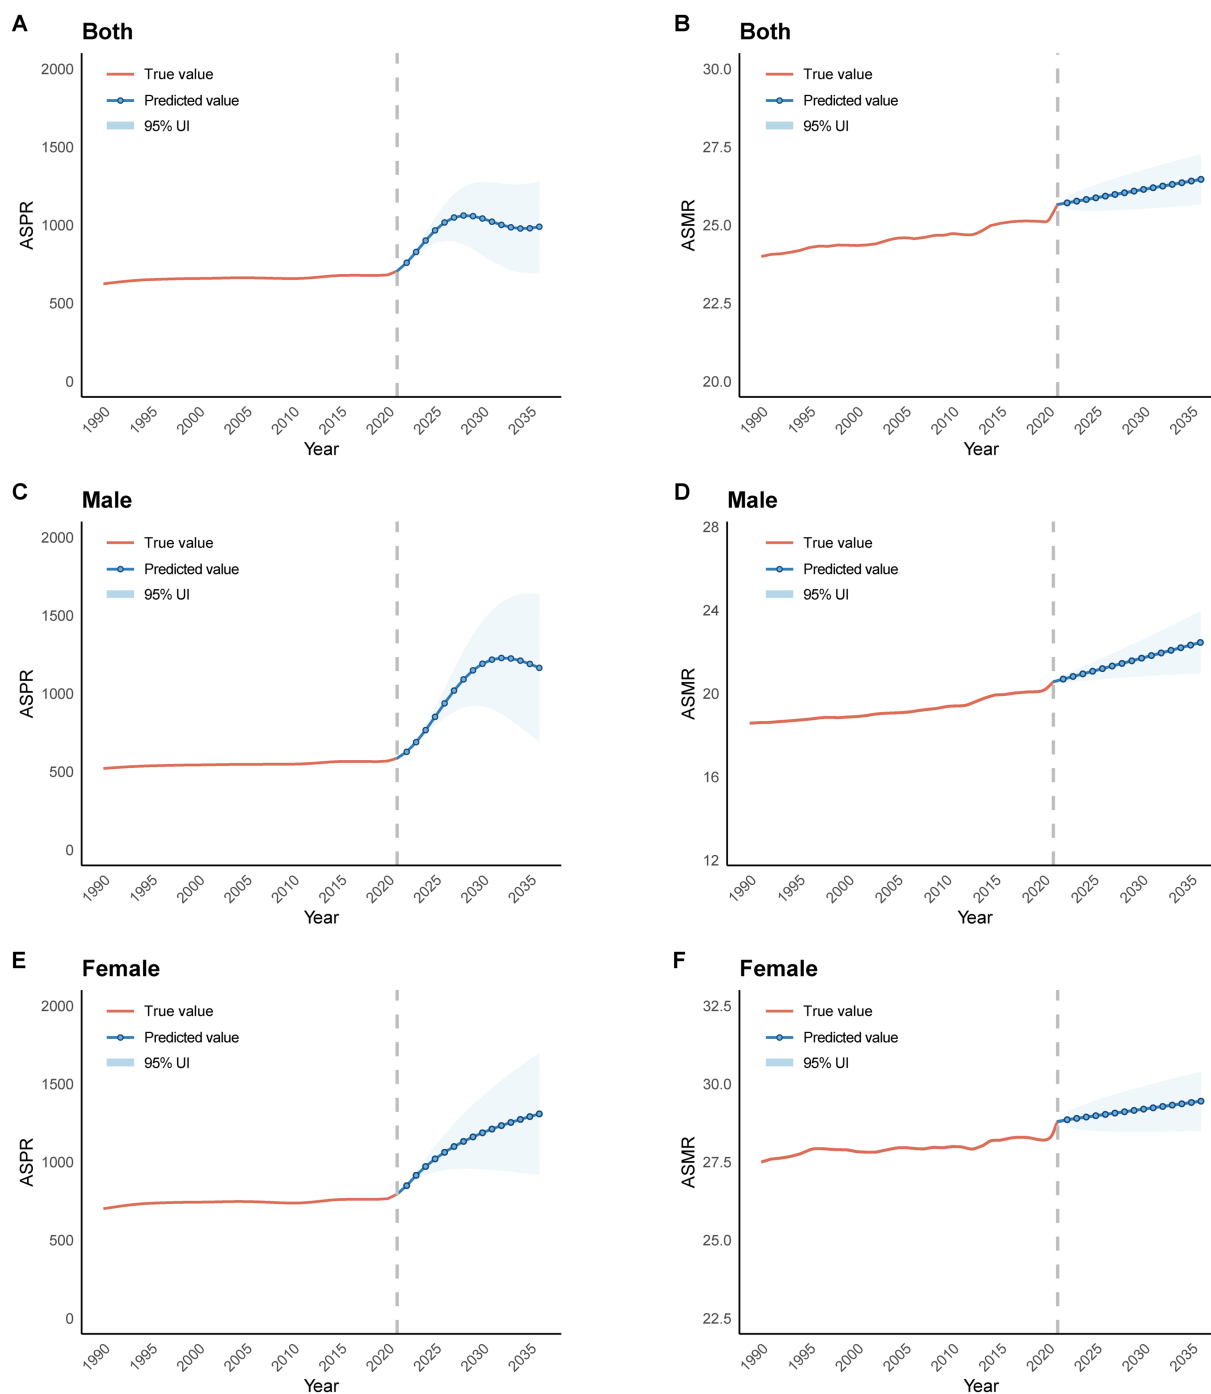 A
Both
2000
1500
1000
500
0
ASPR
True value
Predicted value
95% UI
1990
1995
2000
2005
2010
2015
2020
2025
2030
2035
Year
B
Both
30.0
27.5
25.0
22.5
20.0
ASMR
True value
Predicted value
95% UI
1990
1995
2000
2005
2010
2015
2020
2025
2030
2035
Year
C
Male
2000
1500
1000
500
0
ASPR
True value
Predicted value
95% UI
1990
1995
2000
2005
2010
2015
2020
2025
2030
2035
Year
D
Male
28
24
20
16
12
ASMR
True value
Predicted value
95% UI
1990
1995
2000
2005
2010
2015
2020
2025
2030
2035
Year
E
Female
2000
1500
1000
500
0
ASPR
True value
Predicted value
95% UI
1990
1995
2000
2005
2010
2015
2020
2025
2030
2035
Year
F
Female
32.5
30.0
27.5
25.0
22.5
ASMR
True value
Predicted value
95% UI
1990
1995
2000
2005
2010
2015
2020
2025
2030
2035
Year